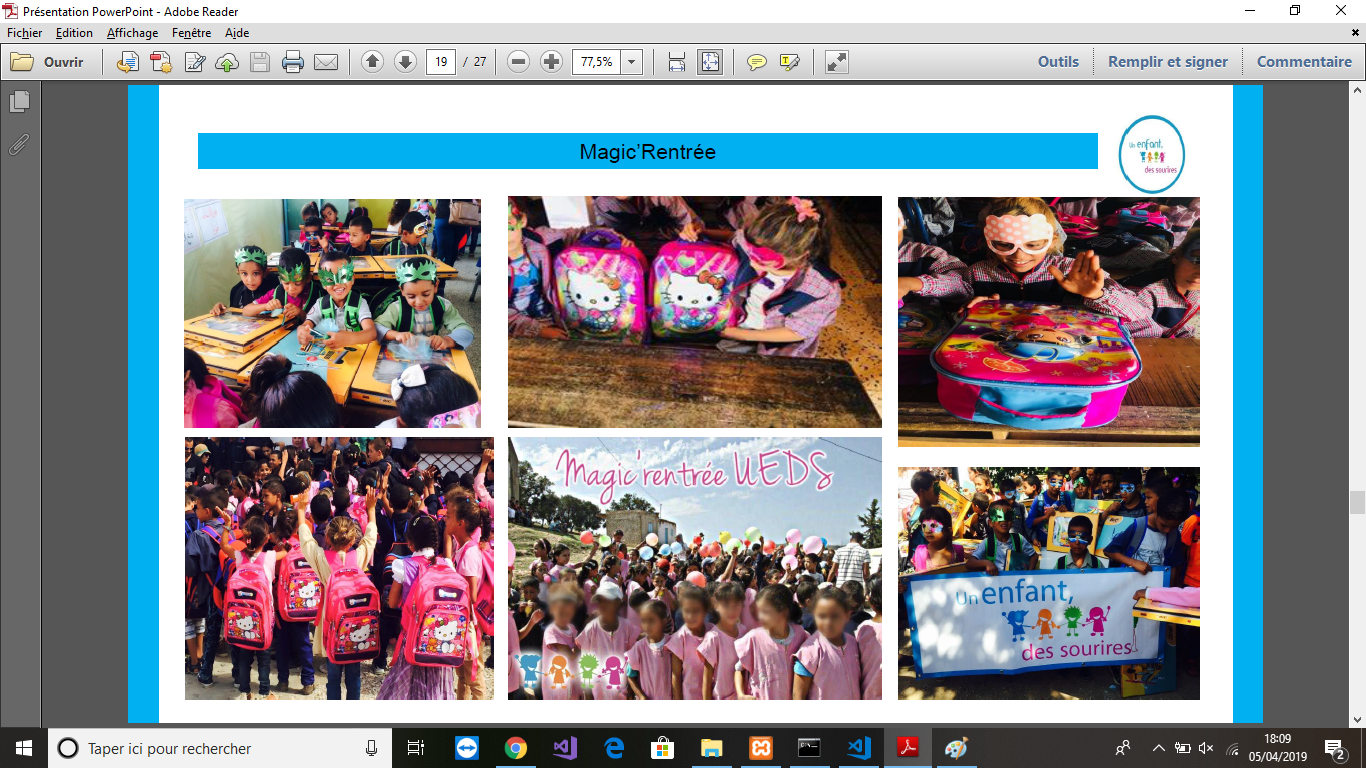 Présentation PowerPoint - Adobe Reader
Fichier Edition Affichage Fenêtre Aide
Ouvrir 19 / 27 77,5% Outils Remplir et signer Commentaire
Magic'Rentrée
Un enfant,
des sourires
Magic'rentrée UEDS
Un enfant,
des sourires
Taper ici pour rechercher
18:09
05/04/2019
2